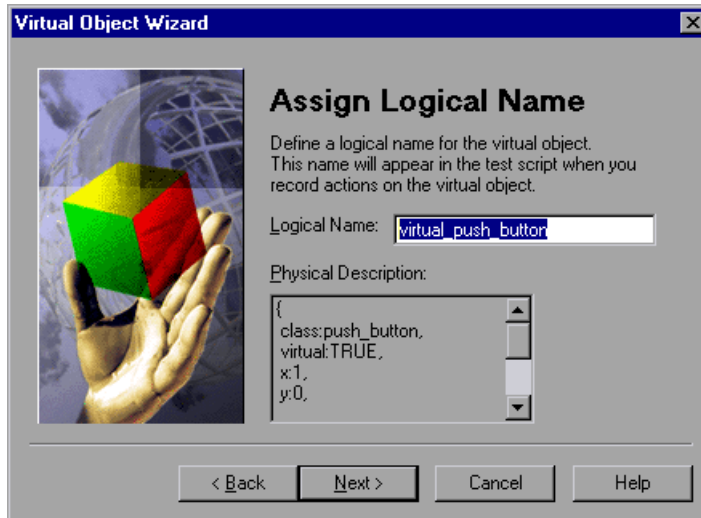 Virtual Object Wizard
Assign Logical Name
Define a logical name for the virtual object.
This name will appear in the test script when you
record actions on the virtual object.
Logical Name: virtual_push_button
Physical Description:
{
class:push_button,
virtual:TRUE,
x:1,
y:0,
< Back Next > Cancel Help